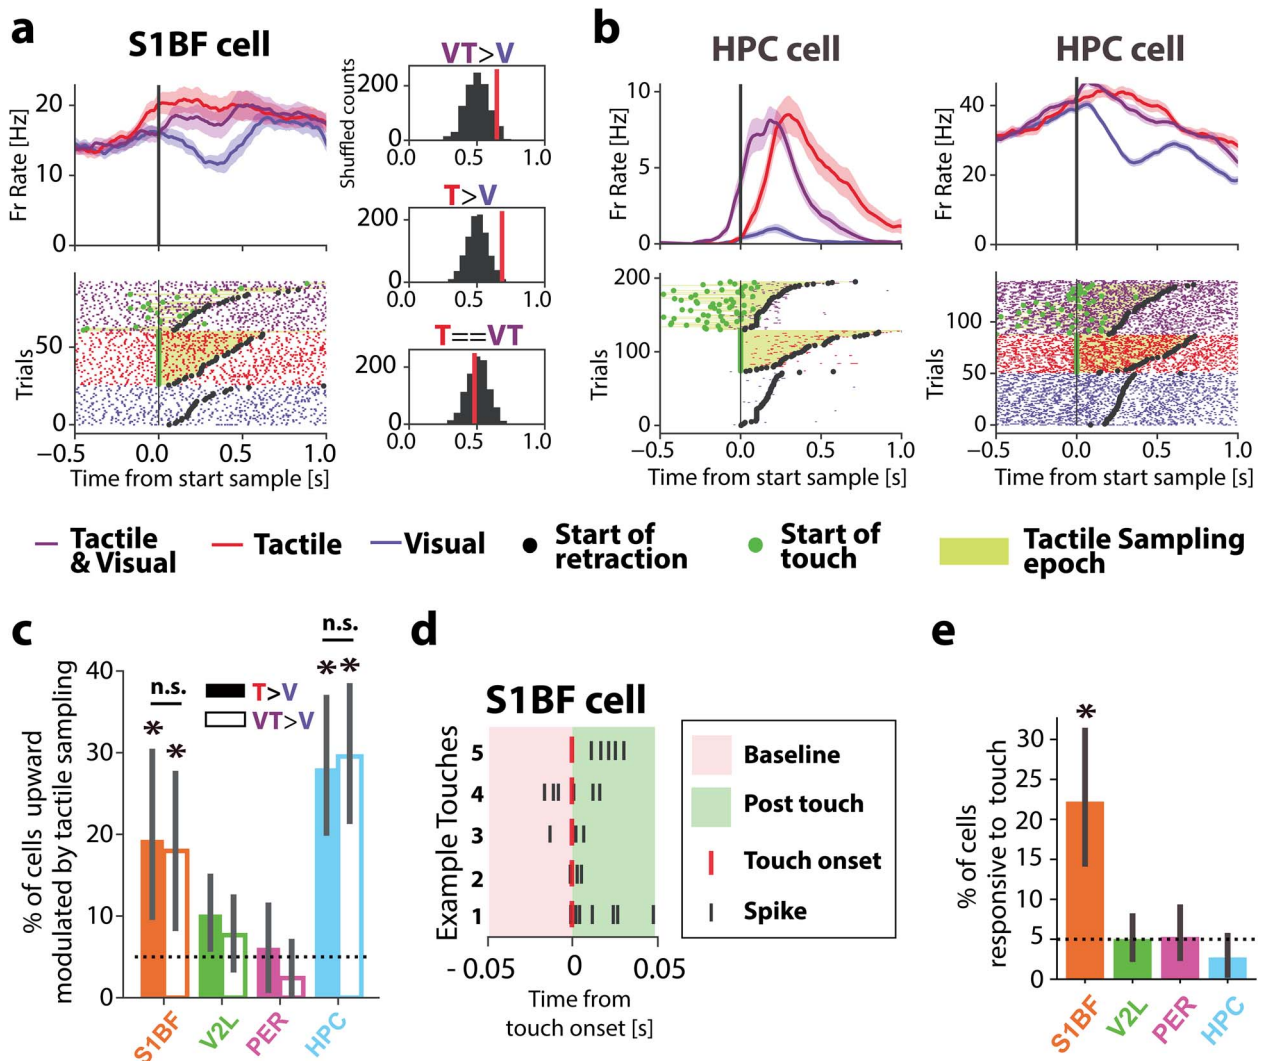 a
S1BF cell
Fr Rate [Hz]
20
10
0
Trials
50
0
−0.5
0.0
0.5
1.0
Time from start sample [s]
Shuffled counts
VT>V
200
0
0.0
0.5
1.0
T>V
200
0
0.0
0.5
1.0
T==VT
200
0
0.0
0.5
1.0
b
HPC cell
Fr Rate [Hz]
10
5
0
Trials
200
100
0
−0.5
0.0
0.5
1.0
Time from start sample [s]
HPC cell
Fr Rate [Hz]
40
20
0
Trials
100
50
0
−0.5
0.0
0.5
1.0
Time from start sample [s]
Tactile
& Visual
Tactile
Visual
Start of
retraction
Start of
touch
Tactile Sampling
epoch
c
% of cells upward
modulated by tactile sampling
40
30
20
10
0
n.s.
* *
T>V
VT>V
n.s.
* *
S1BF
V2L
PER
HPC
d
S1BF cell
Example Touches
5
4
3
2
1
- 0.05
0
0.05
Time from
touch onset [s]
Baseline
Post touch
Touch onset
Spike
e
% of cells
responsive to touch
30
25
20
15
10
5
0
*
S1BF
V2L
PER
HPC